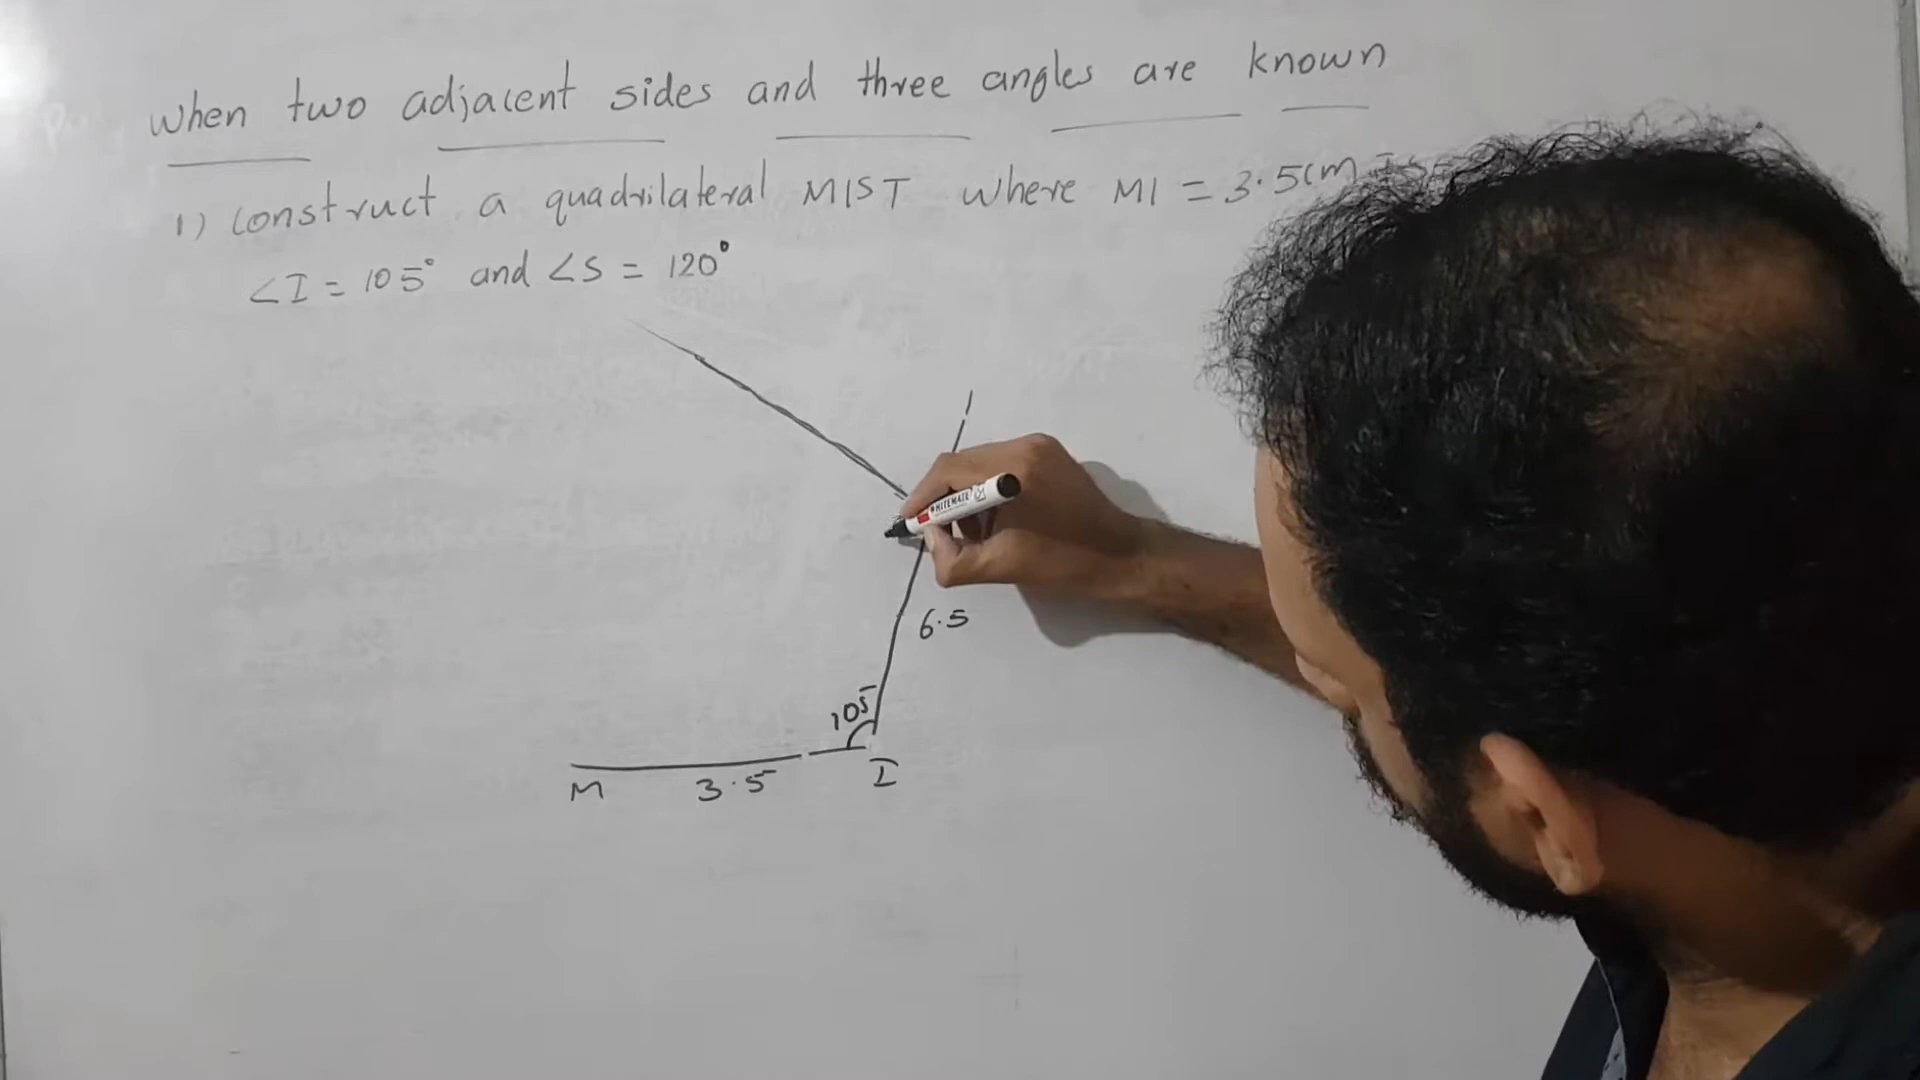 When two adjacent sides and three angles are known
1) construct a quadrilateral MIST where MI = 3.5cm
∠I = 105° and ∠S = 120°
WHITEMATE
6.5
105
M 3.5 I